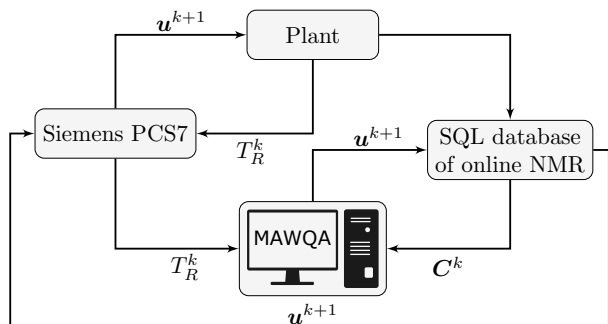 u^{k+1}
Plant
Siemens PCS7
T_R^k
u^{k+1}
SQL database
of online NMR
MAWQA
T_R^k
C^k
u^{k+1}